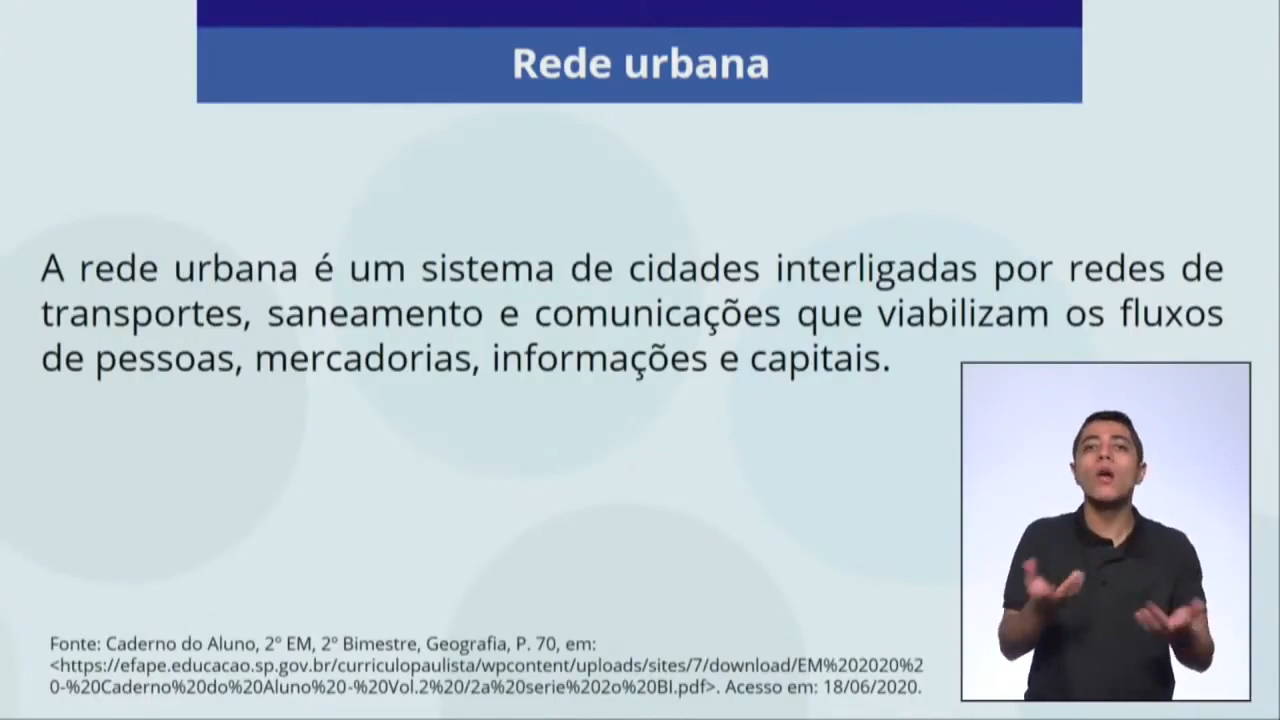 Rede urbana
A rede urbana é um sistema de cidades interligadas por redes de
transportes, saneamento e comunicações que viabilizam os fluxos
de pessoas, mercadorias, informações e capitais.
Fonte: Caderno do Aluno, 2º EM, 2º Bimestre, Geografia, P. 70, em:
<https://efape.educacao.sp.gov.br/curriculopaulista/wpcontent/uploads/sites/7/download/EM%202020%2
0-%20Caderno%20do%20Aluno%20-%20Vol.2%20/2a%20serie%202o%20BI.pdf>. Acesso em: 18/06/2020.